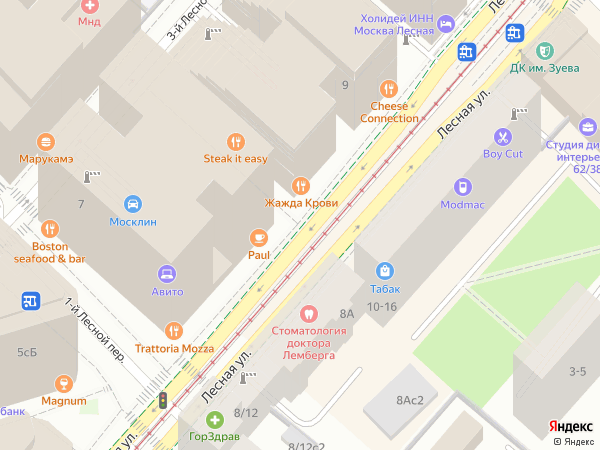 Мнд
3-й Лесной
Холидей ИНН
Москва Лесная
Лес
ДК им. Зуева
9
Cheese
Connection
Лесная ул.
Марукамэ
Steak it easy
Boy Cut
Студия ди
интерье
62/38
7
Жажда Крови
Modmac
Москлин
Boston
seafood & bar
Paul
Авито
Табак
10-16
1-й Лесной пер.
8А
Стоматология
доктора
Лемберга
Trattoria Mozza
5сБ
Лесная ул.
3-5
Magnum
8Ас2
банк
8/12
ГорЗдрав
ая ул.
8/12с2
Яндекс
© Яндекс